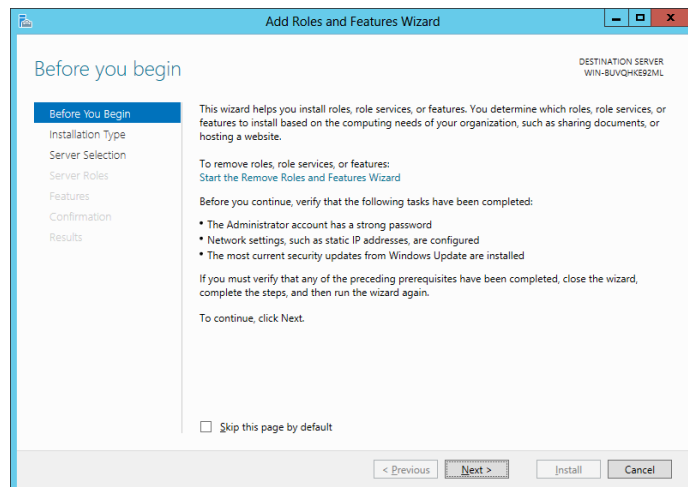 Add Roles and Features Wizard
Before you begin
DESTINATION SERVER
WIN-BUVQHKE92ML
Before You Begin
Installation Type
Server Selection
Server Roles
Features
Confirmation
Results
This wizard helps you install roles, role services, or features. You determine which roles, role services, or
features to install based on the computing needs of your organization, such as sharing documents, or
hosting a website.
To remove roles, role services, or features:
Start the Remove Roles and Features Wizard
Before you continue, verify that the following tasks have been completed:
• The Administrator account has a strong password
• Network settings, such as static IP addresses, are configured
• The most current security updates from Windows Update are installed
If you must verify that any of the preceding prerequisites have been completed, close the wizard,
complete the steps, and then run the wizard again.
To continue, click Next.
Skip this page by default
< Previous
Next >
Install
Cancel